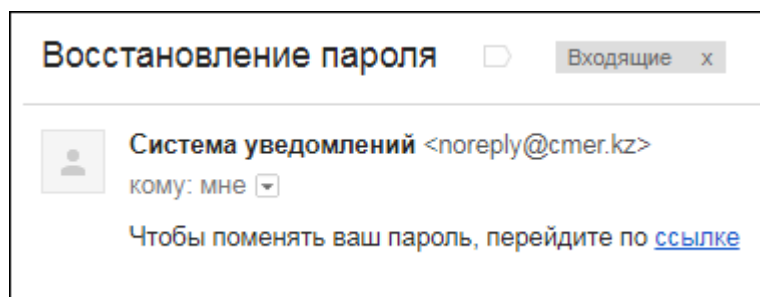 Восстановление пароля Входящие x
Система уведомлений <noreply@cmer.kz>
кому: мне
Чтобы поменять ваш пароль, перейдите по ссылке